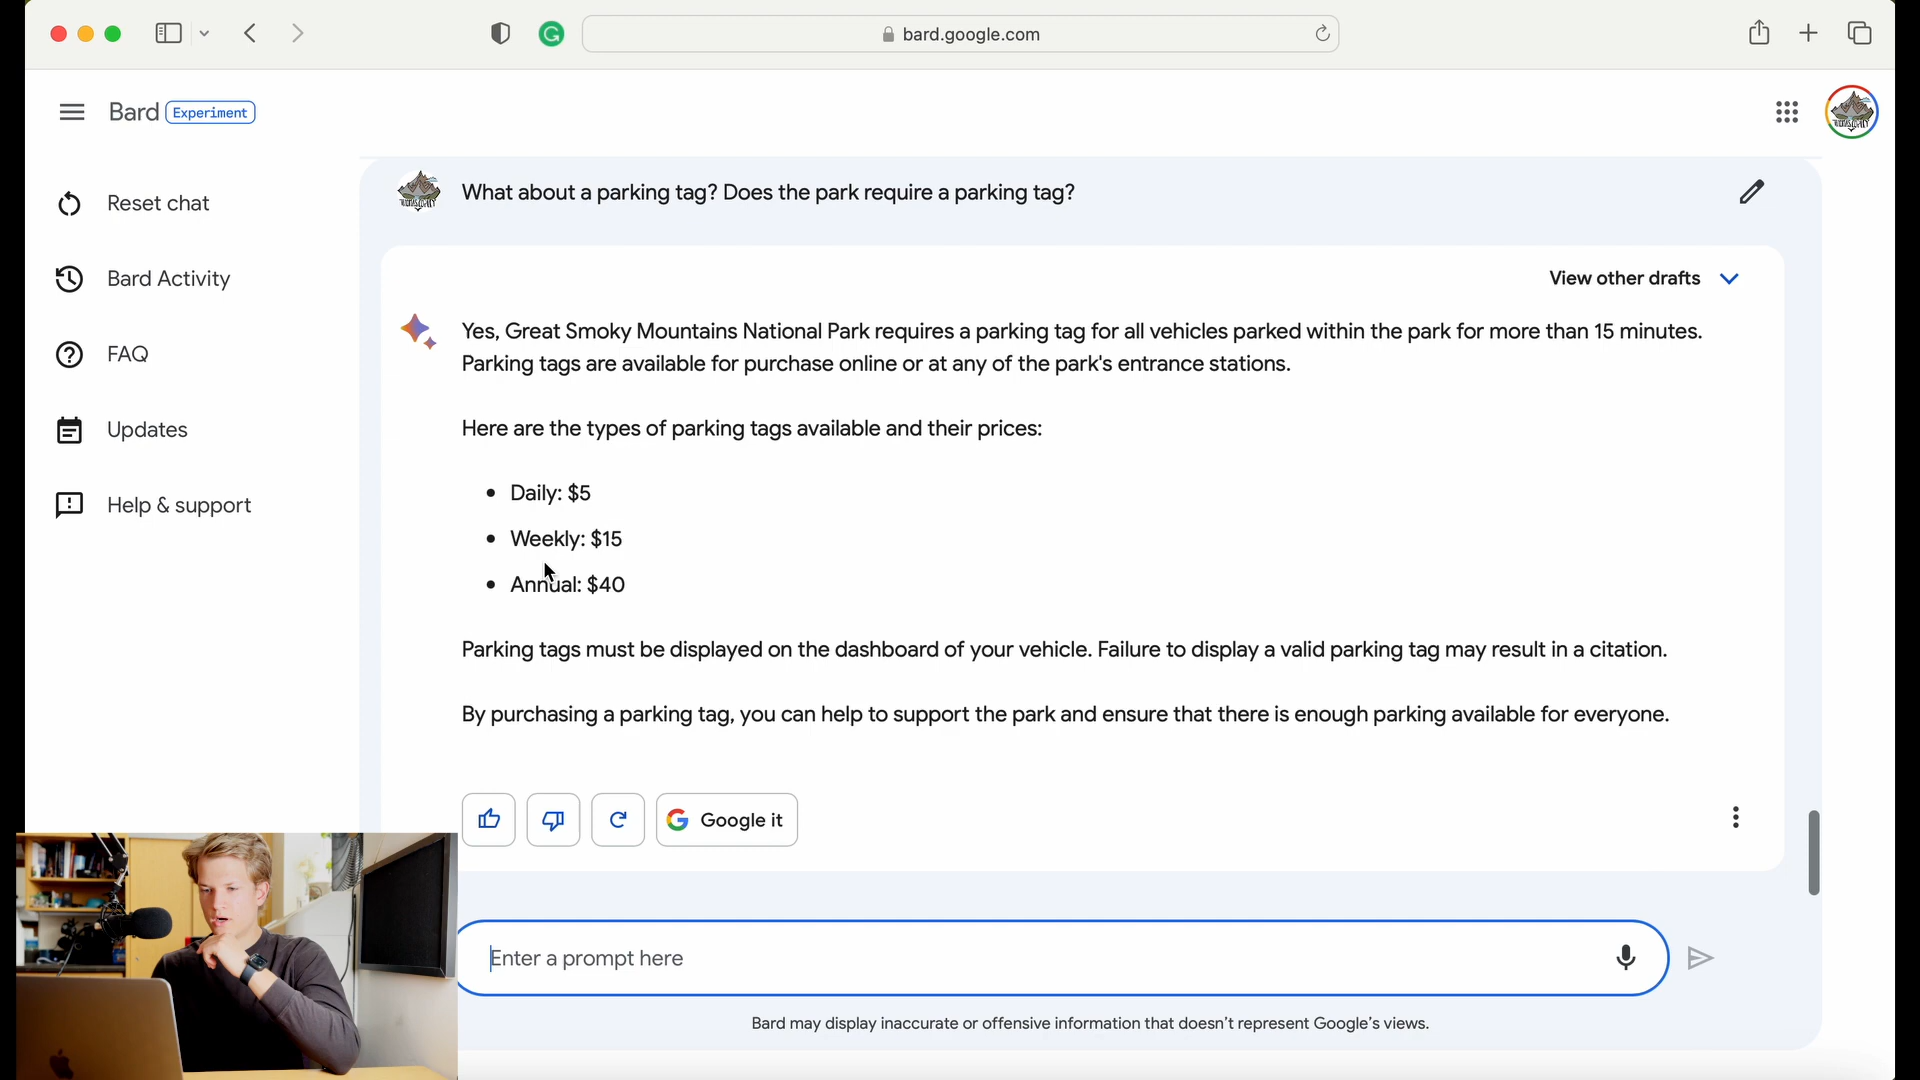 bard.google.com
Bard Experiment
Reset chat
Bard Activity
FAQ
Updates
Help & support
What about a parking tag? Does the park require a parking tag?
View other drafts
Yes, Great Smoky Mountains National Park requires a parking tag for all vehicles parked within the park for more than 15 minutes.
Parking tags are available for purchase online or at any of the park's entrance stations.
Here are the types of parking tags available and their prices:
• Daily: $5
• Weekly: $15
• Annual: $40
Parking tags must be displayed on the dashboard of your vehicle. Failure to display a valid parking tag may result in a citation.
By purchasing a parking tag, you can help to support the park and ensure that there is enough parking available for everyone.
Google it
Enter a prompt here
Bard may display inaccurate or offensive information that doesn't represent Google's views.